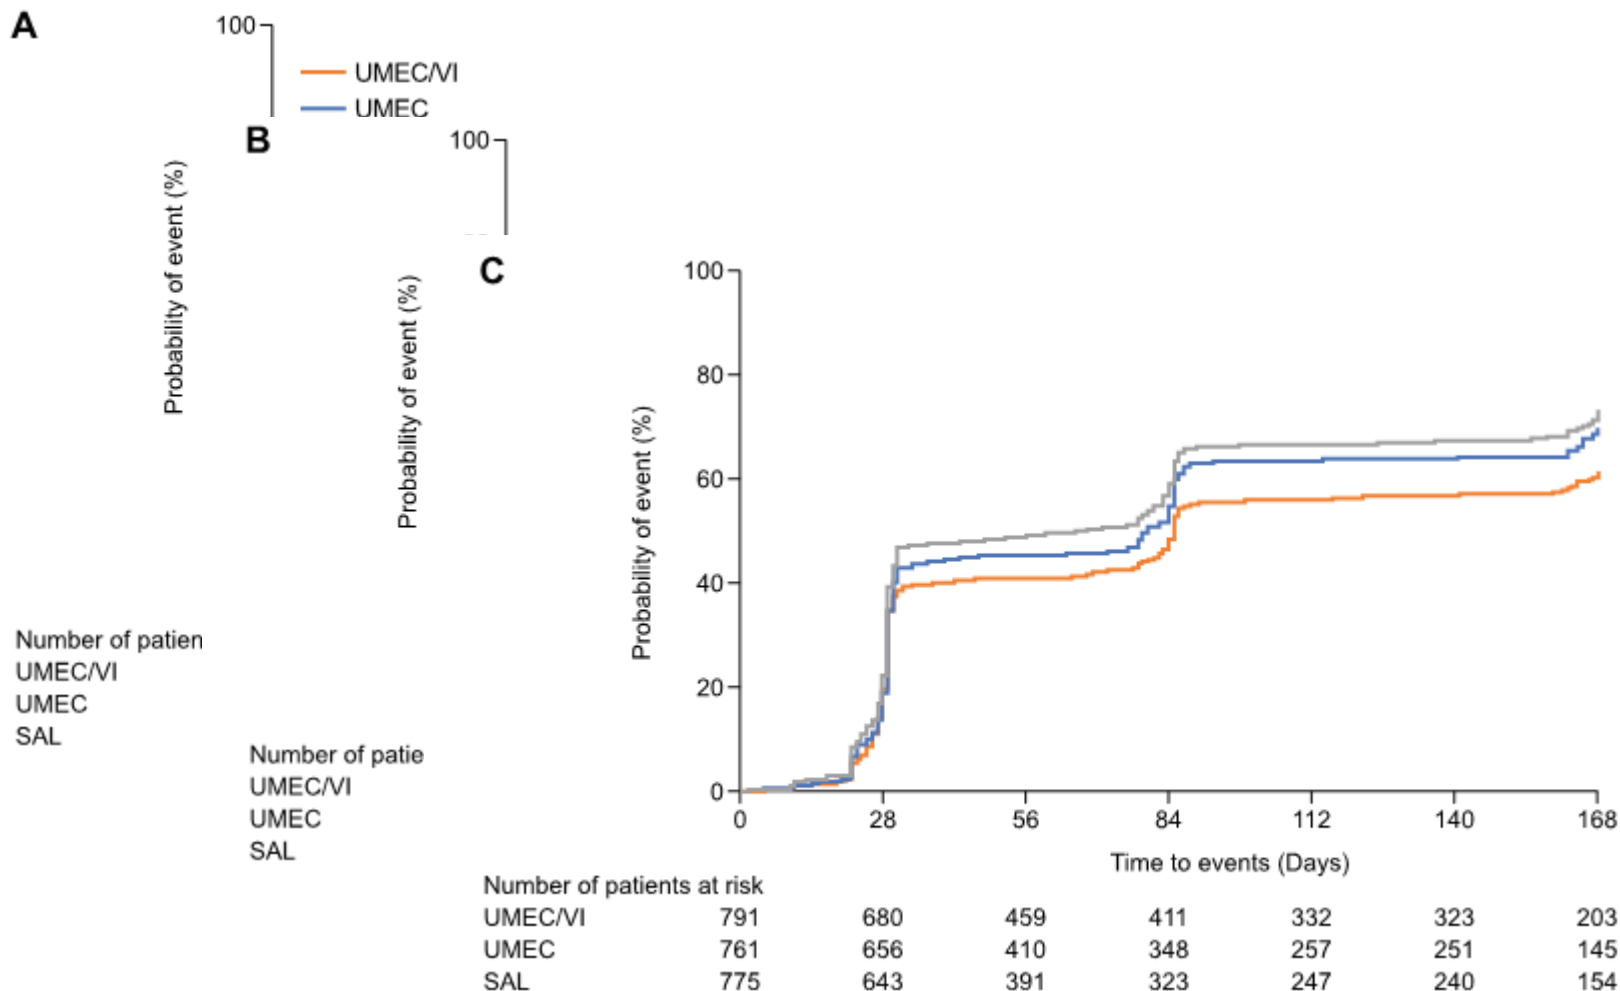 A
100
UMEC/VI
UMEC
Probability of event (%)
Number of patien
UMEC/VI
UMEC
SAL
B
100
Probability of event (%)
Number of patie
UMEC/VI
UMEC
SAL
C
100
80
60
40
20
0
Probability of event (%)
0 28 56 84 112 140 168
Time to events (Days)
Number of patients at risk
UMEC/VI 791 680 459 411 332 323 203
UMEC 761 656 410 348 257 251 145
SAL 775 643 391 323 247 240 154